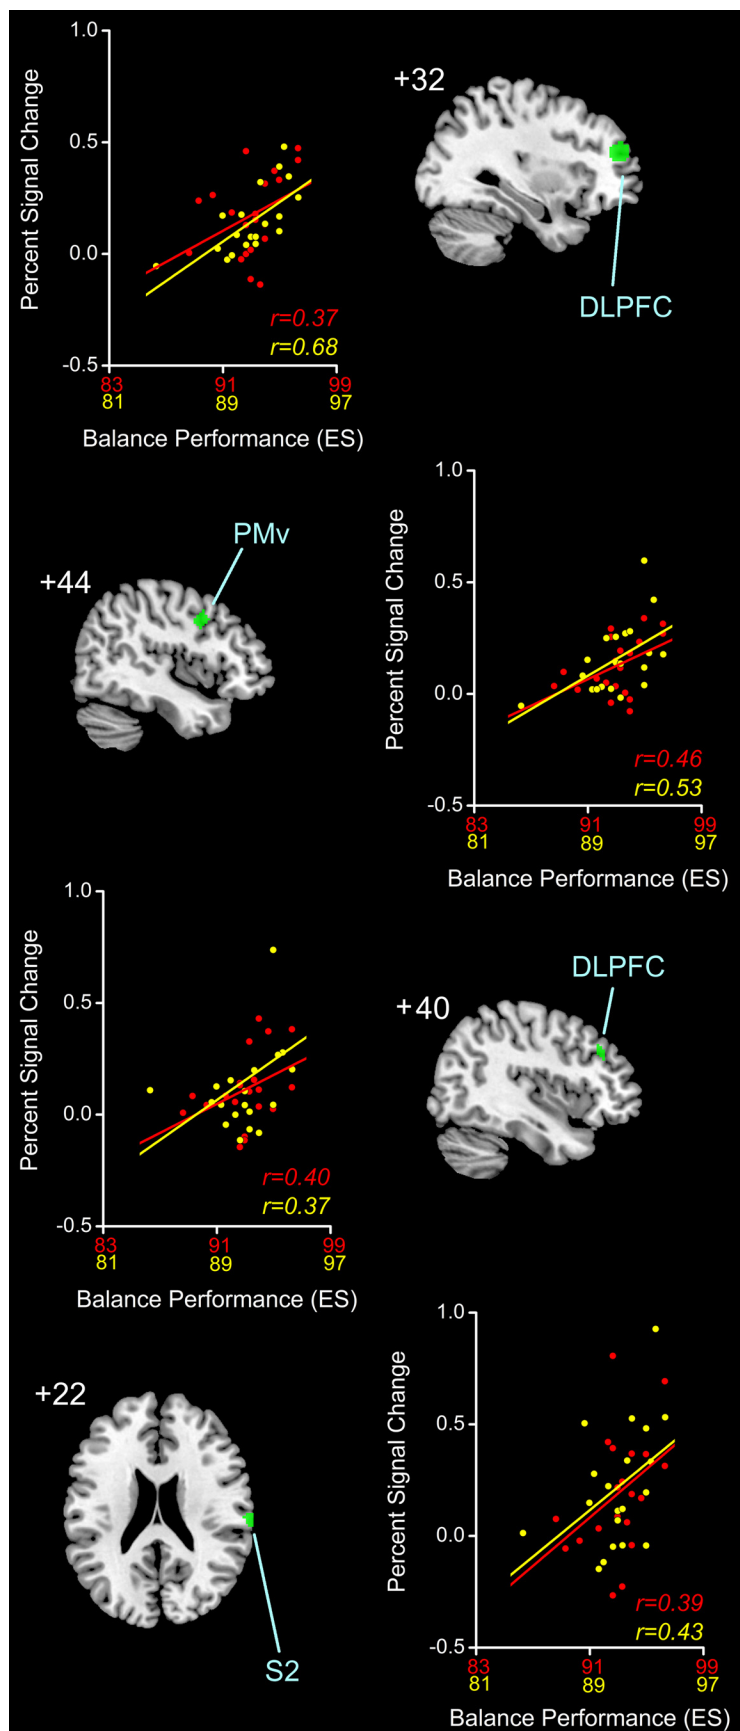 1.0
+32
0.5
Percent Signal Change
0.0
DLPFC
r=0.37
r=0.68
-0.5
83 91 99
81 89 97
Balance Performance (ES)
1.0
PMv
+44
0.5
Percent Signal Change
0.0
r=0.46
r=0.53
-0.5
83 91 99
81 89 97
Balance Performance (ES)
1.0
DLPFC
+40
0.5
Percent Signal Change
0.0
r=0.40
r=0.37
-0.5
83 91 99
81 89 97
Balance Performance (ES)
1.0
+22
0.5
Percent Signal Change
0.0
r=0.39
r=0.43
S2
-0.5
83 91 99
81 89 97
Balance Performance (ES)